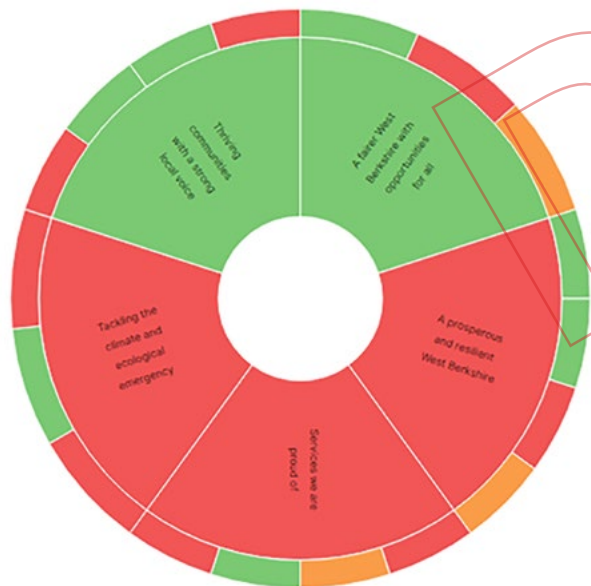 Thriving
communities
with a strong
local voice
A fairer West
Berkshire with
opportunities
for all
Tackling the
climate and
ecological
emergency
A prosperous
and resilient
West Berkshire
Services we are
proud of